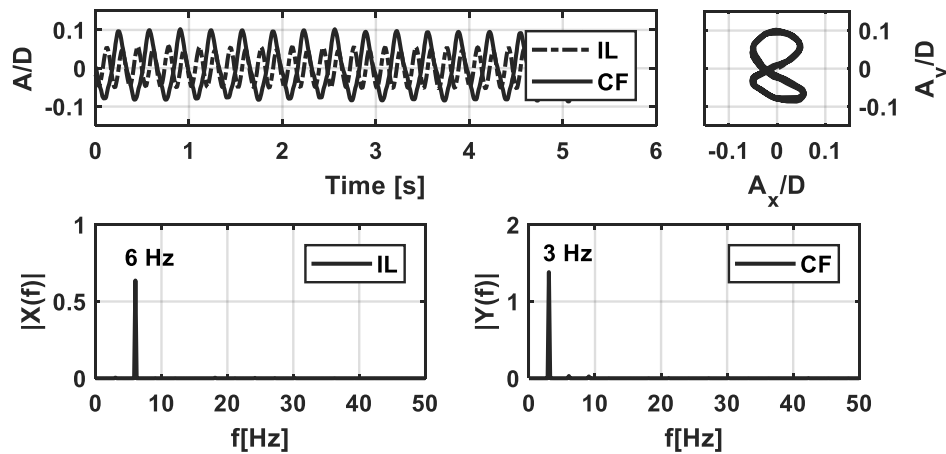 A/D
0.1
0
-0.1
IL
CF
0 1 2 3 4 5 6
Time [s]
0.1
0
-0.1
A_y/D
-0.1 0 0.1
A_x/D
|X(f)|
1
0.5
0
6 Hz
IL
0 10 20 30 40 50
f[Hz]
|Y(f)|
2
1
0
3 Hz
CF
0 10 20 30 40 50
f[Hz]